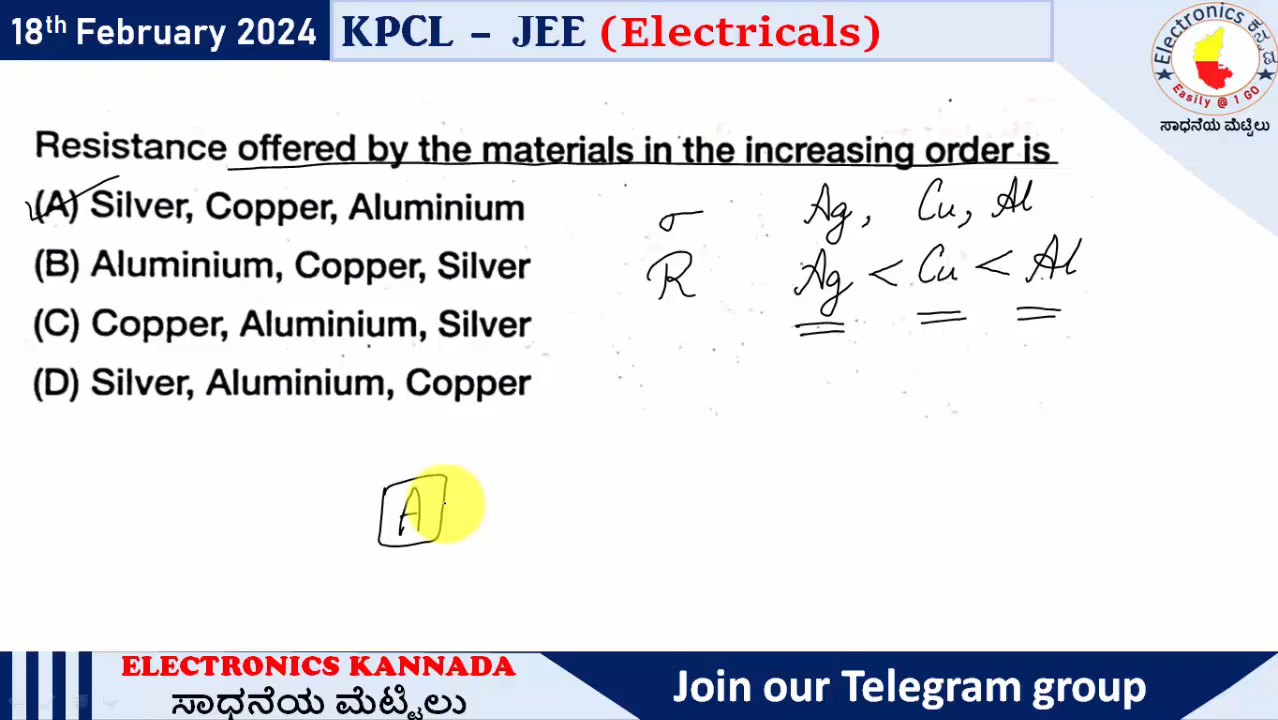 18th February 2024
KPCL – JEE (Electricals)
Electronics ಕನ್ನಡ
Easily @ 1 GO
ಸಾಧನೆಯ ಮೆಟ್ಟಿಲು
Resistance offered by the materials in the increasing order is
(A) Silver, Copper, Aluminium
(B) Aluminium, Copper, Silver
(C) Copper, Aluminium, Silver
(D) Silver, Aluminium, Copper
σ Ag, Cu, Al
R Ag < Cu < Al
A
ELECTRONICS KANNADA
ಸಾಧನೆಯ ಮೆಟ್ಟಿಲು
Join our Telegram group